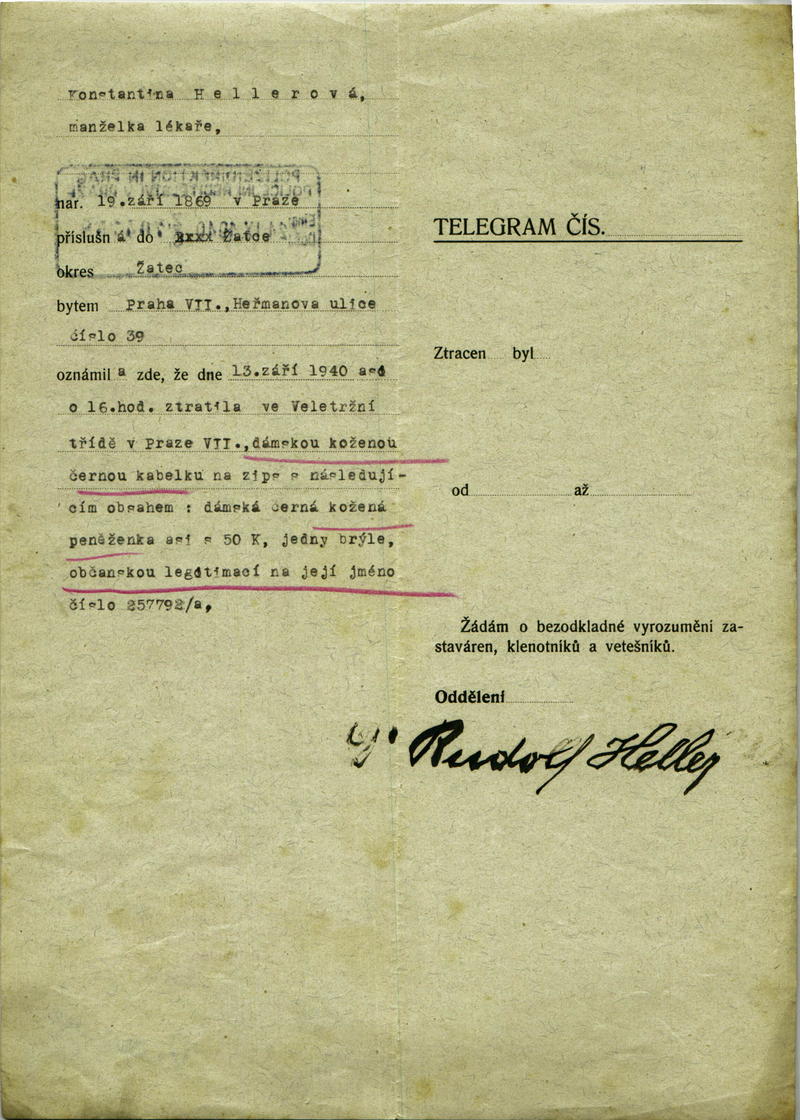 Konstantina Hellerová,
manželka lékaře,
nar. 19.září 1869 v Praze
příslušn á do xxxx Žatce
okres Žatec
bytem Praha VII.,Heřmanova ulice
číslo 39
oznámil a zde, že dne 13.září 1940 asi
o 16.hod. ztratila ve Veletržní
třídě v Praze VII.,dámskou koženou
černou kabelku na zips s následují-
cím obsahem : dámská černá kožená
peněženka asi s 50 K, jedny brýle,
občanskou legitimací na její jméno
číslo 257792/a,
TELEGRAM ČÍS.
Ztracen byl
od až
Žádám o bezodkladné vyrozumění za-
staváren, klenotníků a vetešníků.
Oddělení
Rudolf Heller